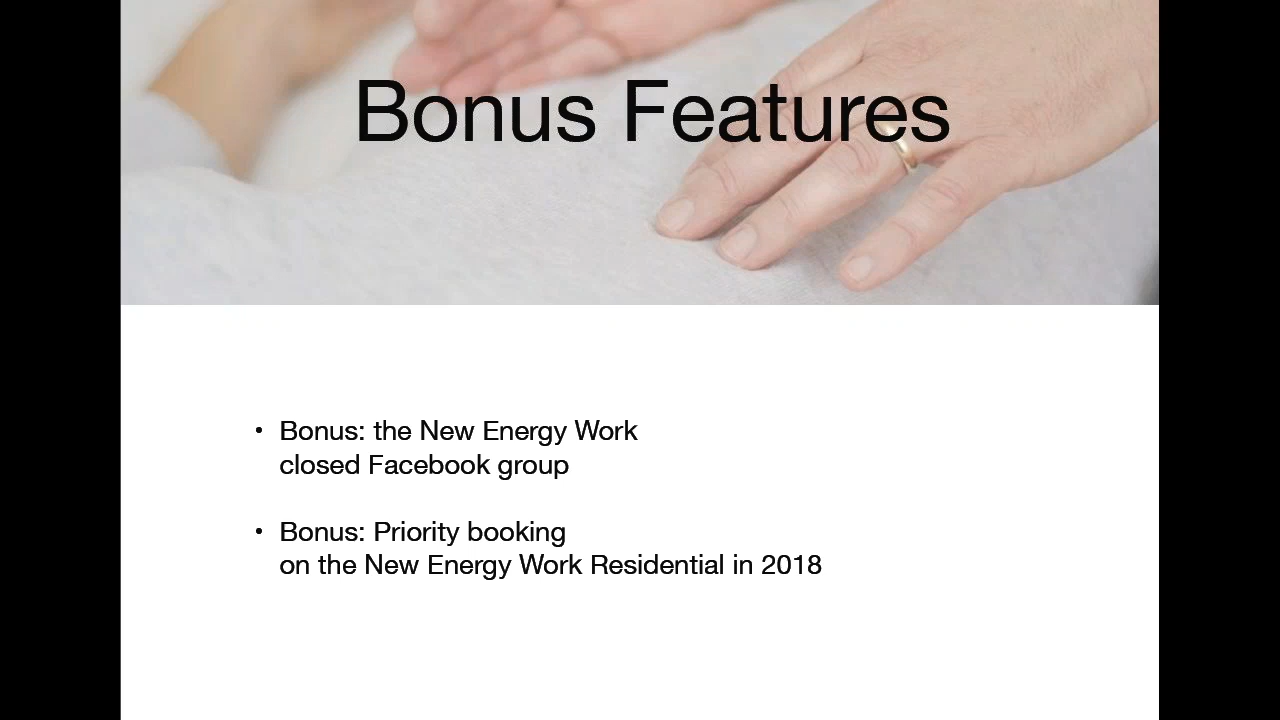 Bonus Features
• Bonus: the New Energy Work
closed Facebook group
• Bonus: Priority booking
on the New Energy Work Residential in 2018